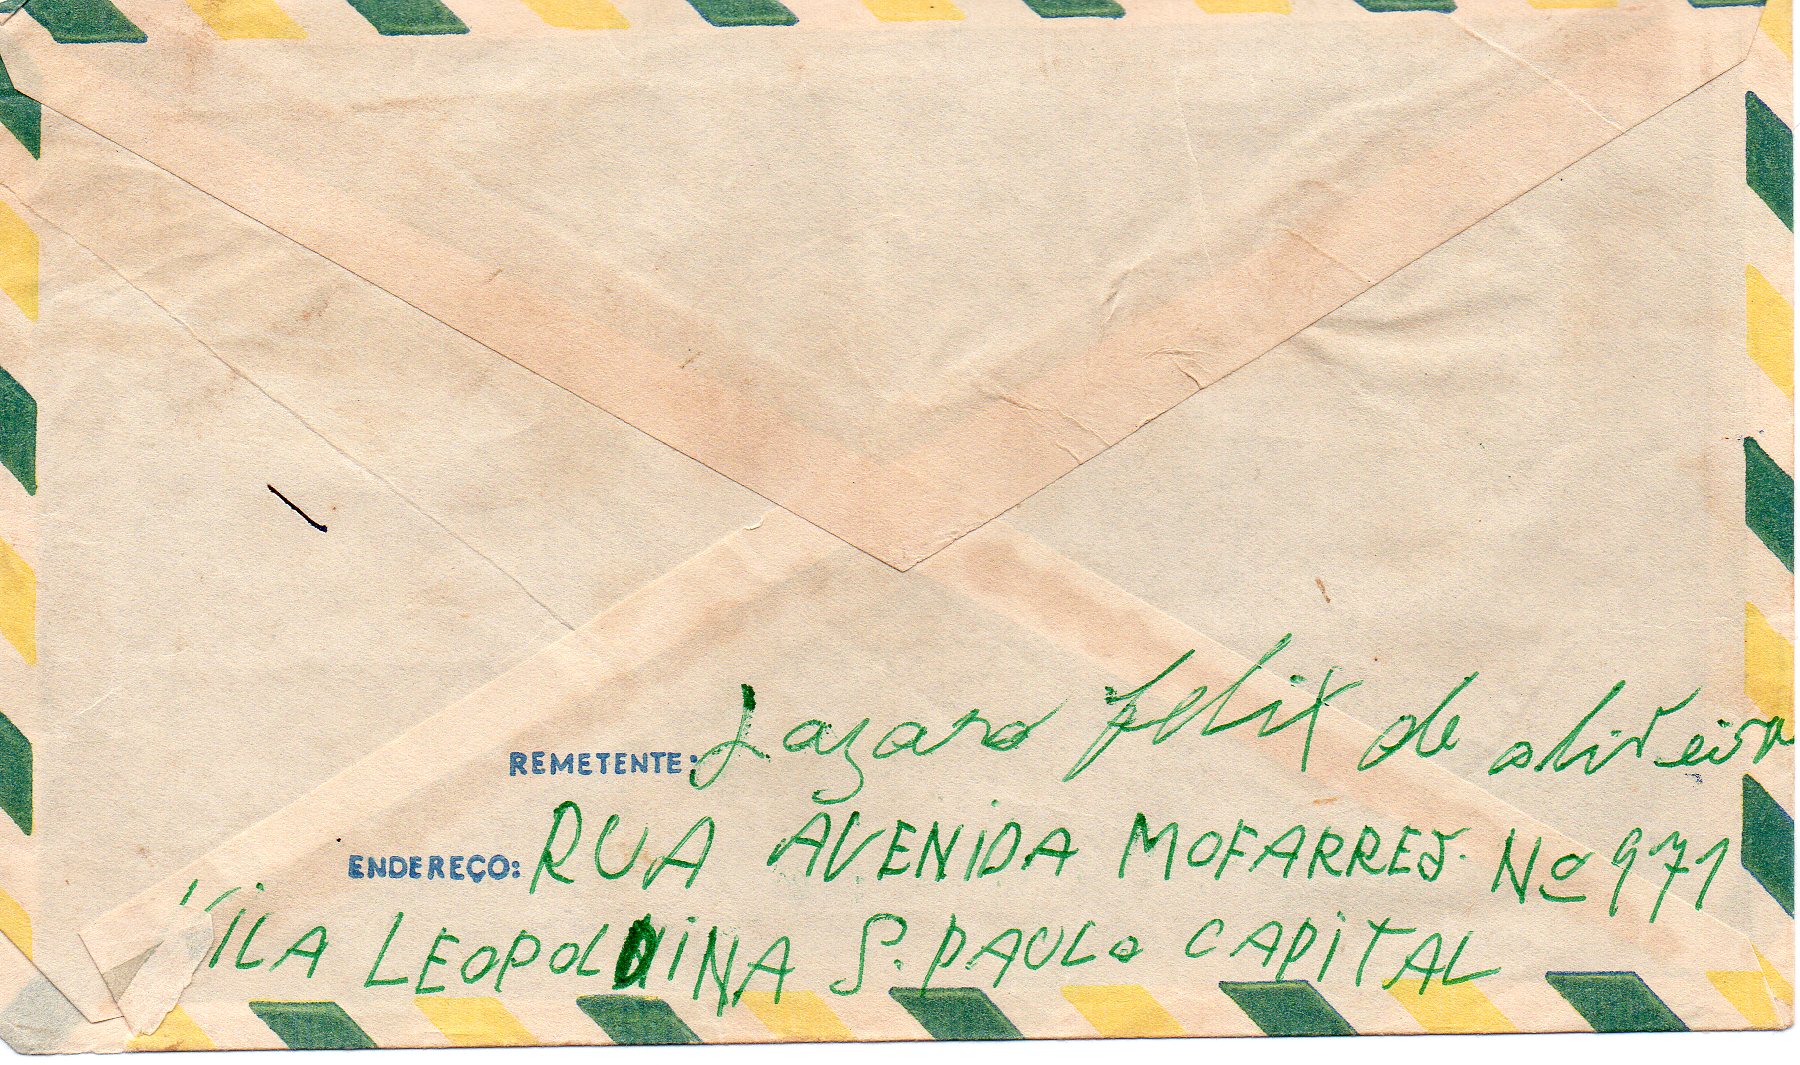 REMETENTE: Lazaro felix de oliveira
ENDEREÇO: RUA AVENIDA MOFARREJ. Nº 971
VILA LEOPOLDINA S. PAULO CAPITAL